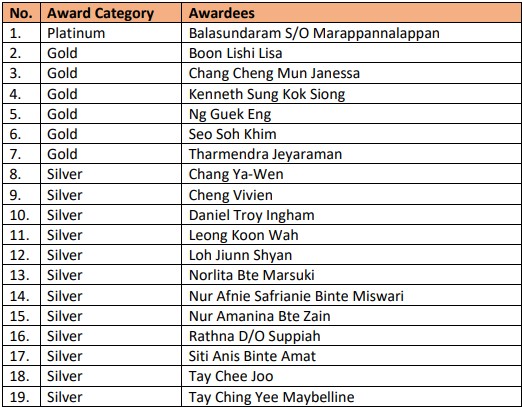 No. Award Category Awardees
1. Platinum Balasundaram S/O Marappannalappan
2. Gold Boon Lishi Lisa
3. Gold Chang Cheng Mun Janessa
4. Gold Kenneth Sung Kok Siong
5. Gold Ng Guek Eng
6. Gold Seo Soh Khim
7. Gold Tharmendra Jeyaraman
8. Silver Chang Ya-Wen
9. Silver Cheng Vivien
10. Silver Daniel Troy Ingham
11. Silver Leong Koon Wah
12. Silver Loh Jiunn Shyan
13. Silver Norlita Bte Marsuki
14. Silver Nur Afnie Safrianie Binte Miswari
15. Silver Nur Amanina Bte Zain
16. Silver Rathna D/O Suppiah
17. Silver Siti Anis Binte Amat
18. Silver Tay Chee Joo
19. Silver Tay Ching Yee Maybelline